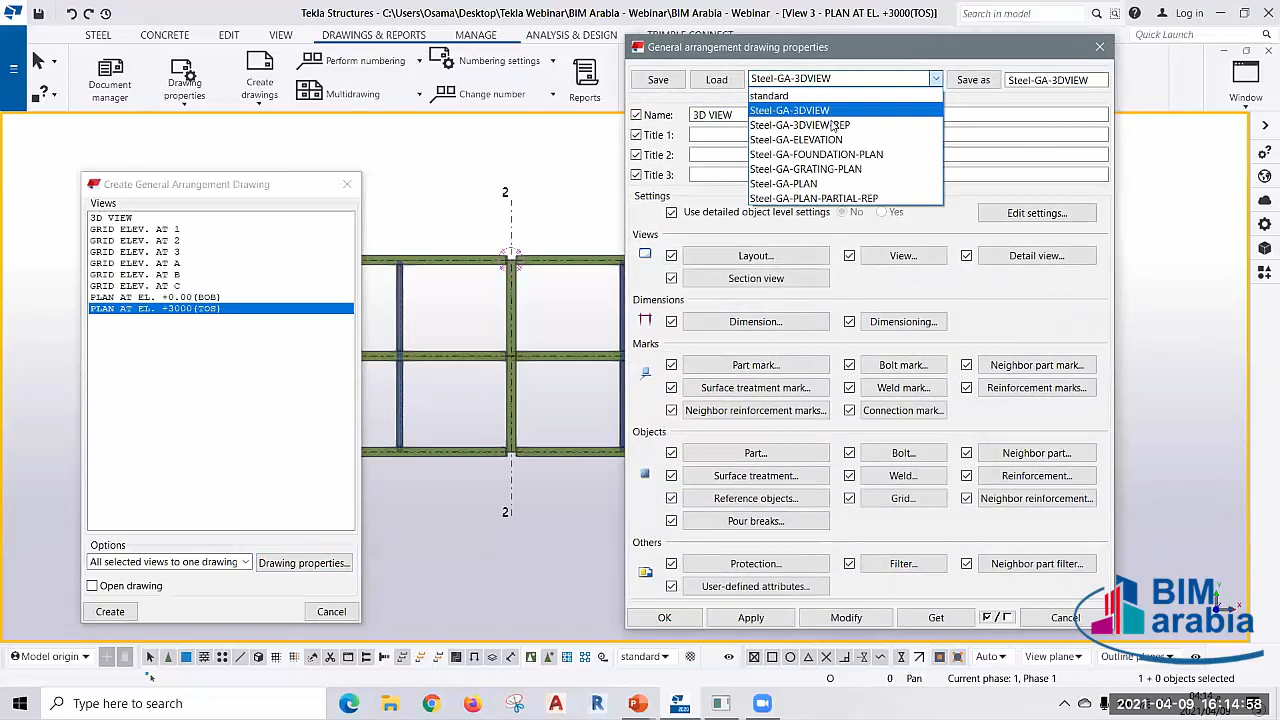 Tekla Structures - C:\Users\Osama\Desktop\Tekla Webinar\BIM Arabia - Webinar\BIM Arabia - Webinar - [View 3 - PLAN AT EL. +3000(TOS)]
Search in model
Log in
STEEL CONCRETE EDIT VIEW DRAWINGS & REPORTS MANAGE ANALYSIS & DESIGN
Quick Launch
Document manager
Drawing properties
Create drawings
Perform numbering
Multidrawing
Numbering settings
Change number
Reports
Window
General arrangement drawing properties
Save
Load
Steel-GA-3DVIEW
Save as
Steel-GA-3DVIEW
standard
Steel-GA-3DVIEW
Steel-GA-3DVIEW-REP
Steel-GA-ELEVATION
Steel-GA-FOUNDATION-PLAN
Steel-GA-GRATING-PLAN
Steel-GA-PLAN
Steel-GA-PLAN-PARTIAL-REP
Name: 3D VIEW
Title 1:
Title 2:
Title 3:
Settings
Use detailed object level settings No Yes Edit settings...
Views
Layout... View... Detail view...
Section view
Dimensions
Dimension... Dimensioning...
Marks
Part mark... Bolt mark... Neighbor part mark...
Surface treatment mark... Weld mark... Reinforcement marks...
Neighbor reinforcement marks... Connection mark...
Objects
Part... Bolt... Neighbor part...
Surface treatment... Weld... Reinforcement...
Reference objects... Grid... Neighbor reinforcement...
Pour breaks...
Others
Protection... Filter... Neighbor part filter...
User-defined attributes...
OK Apply Modify Get Cancel
Create General Arrangement Drawing
Views
3D VIEW
GRID ELEV. AT 1
GRID ELEV. AT 2
GRID ELEV. AT 3
GRID ELEV. AT A
GRID ELEV. AT B
GRID ELEV. AT C
PLAN AT EL. +0.00(BOB)
PLAN AT EL. +3000(TOS)
Options
All selected views to one drawing Drawing properties...
Open drawing
Create Cancel
2
2
BIM
arabia
Model origin
standard
Auto
View plane
Outline planes
O 0 Pan Current phase: 1, Phase 1 1 + 0 objects selected
Type here to search
04:14
2021-04-09 16:14:58